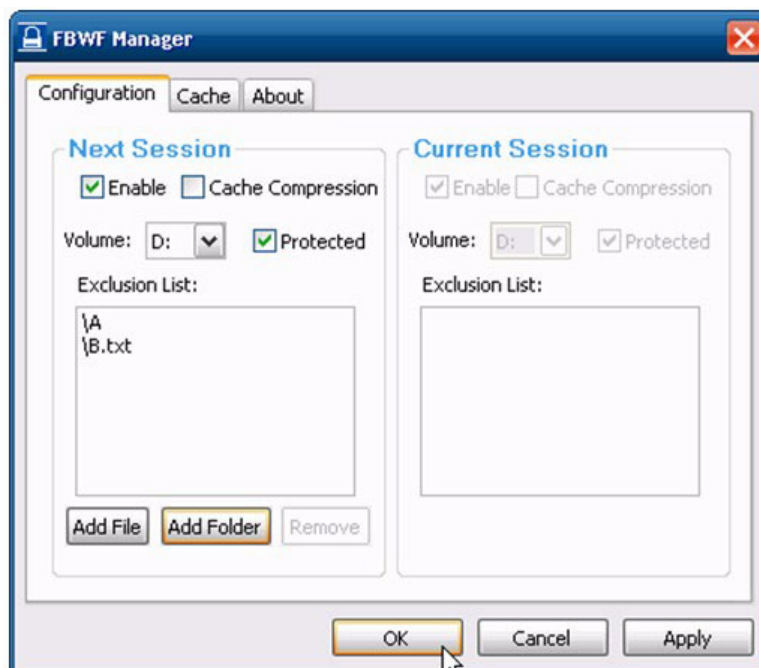 FBWF Manager
Configuration Cache About
Next Session
Enable Cache Compression
Volume: D: Protected
Exclusion List:
\A
\B.txt
Add File Add Folder Remove
Current Session
Enable Cache Compression
Volume: D: Protected
Exclusion List:
OK Cancel Apply